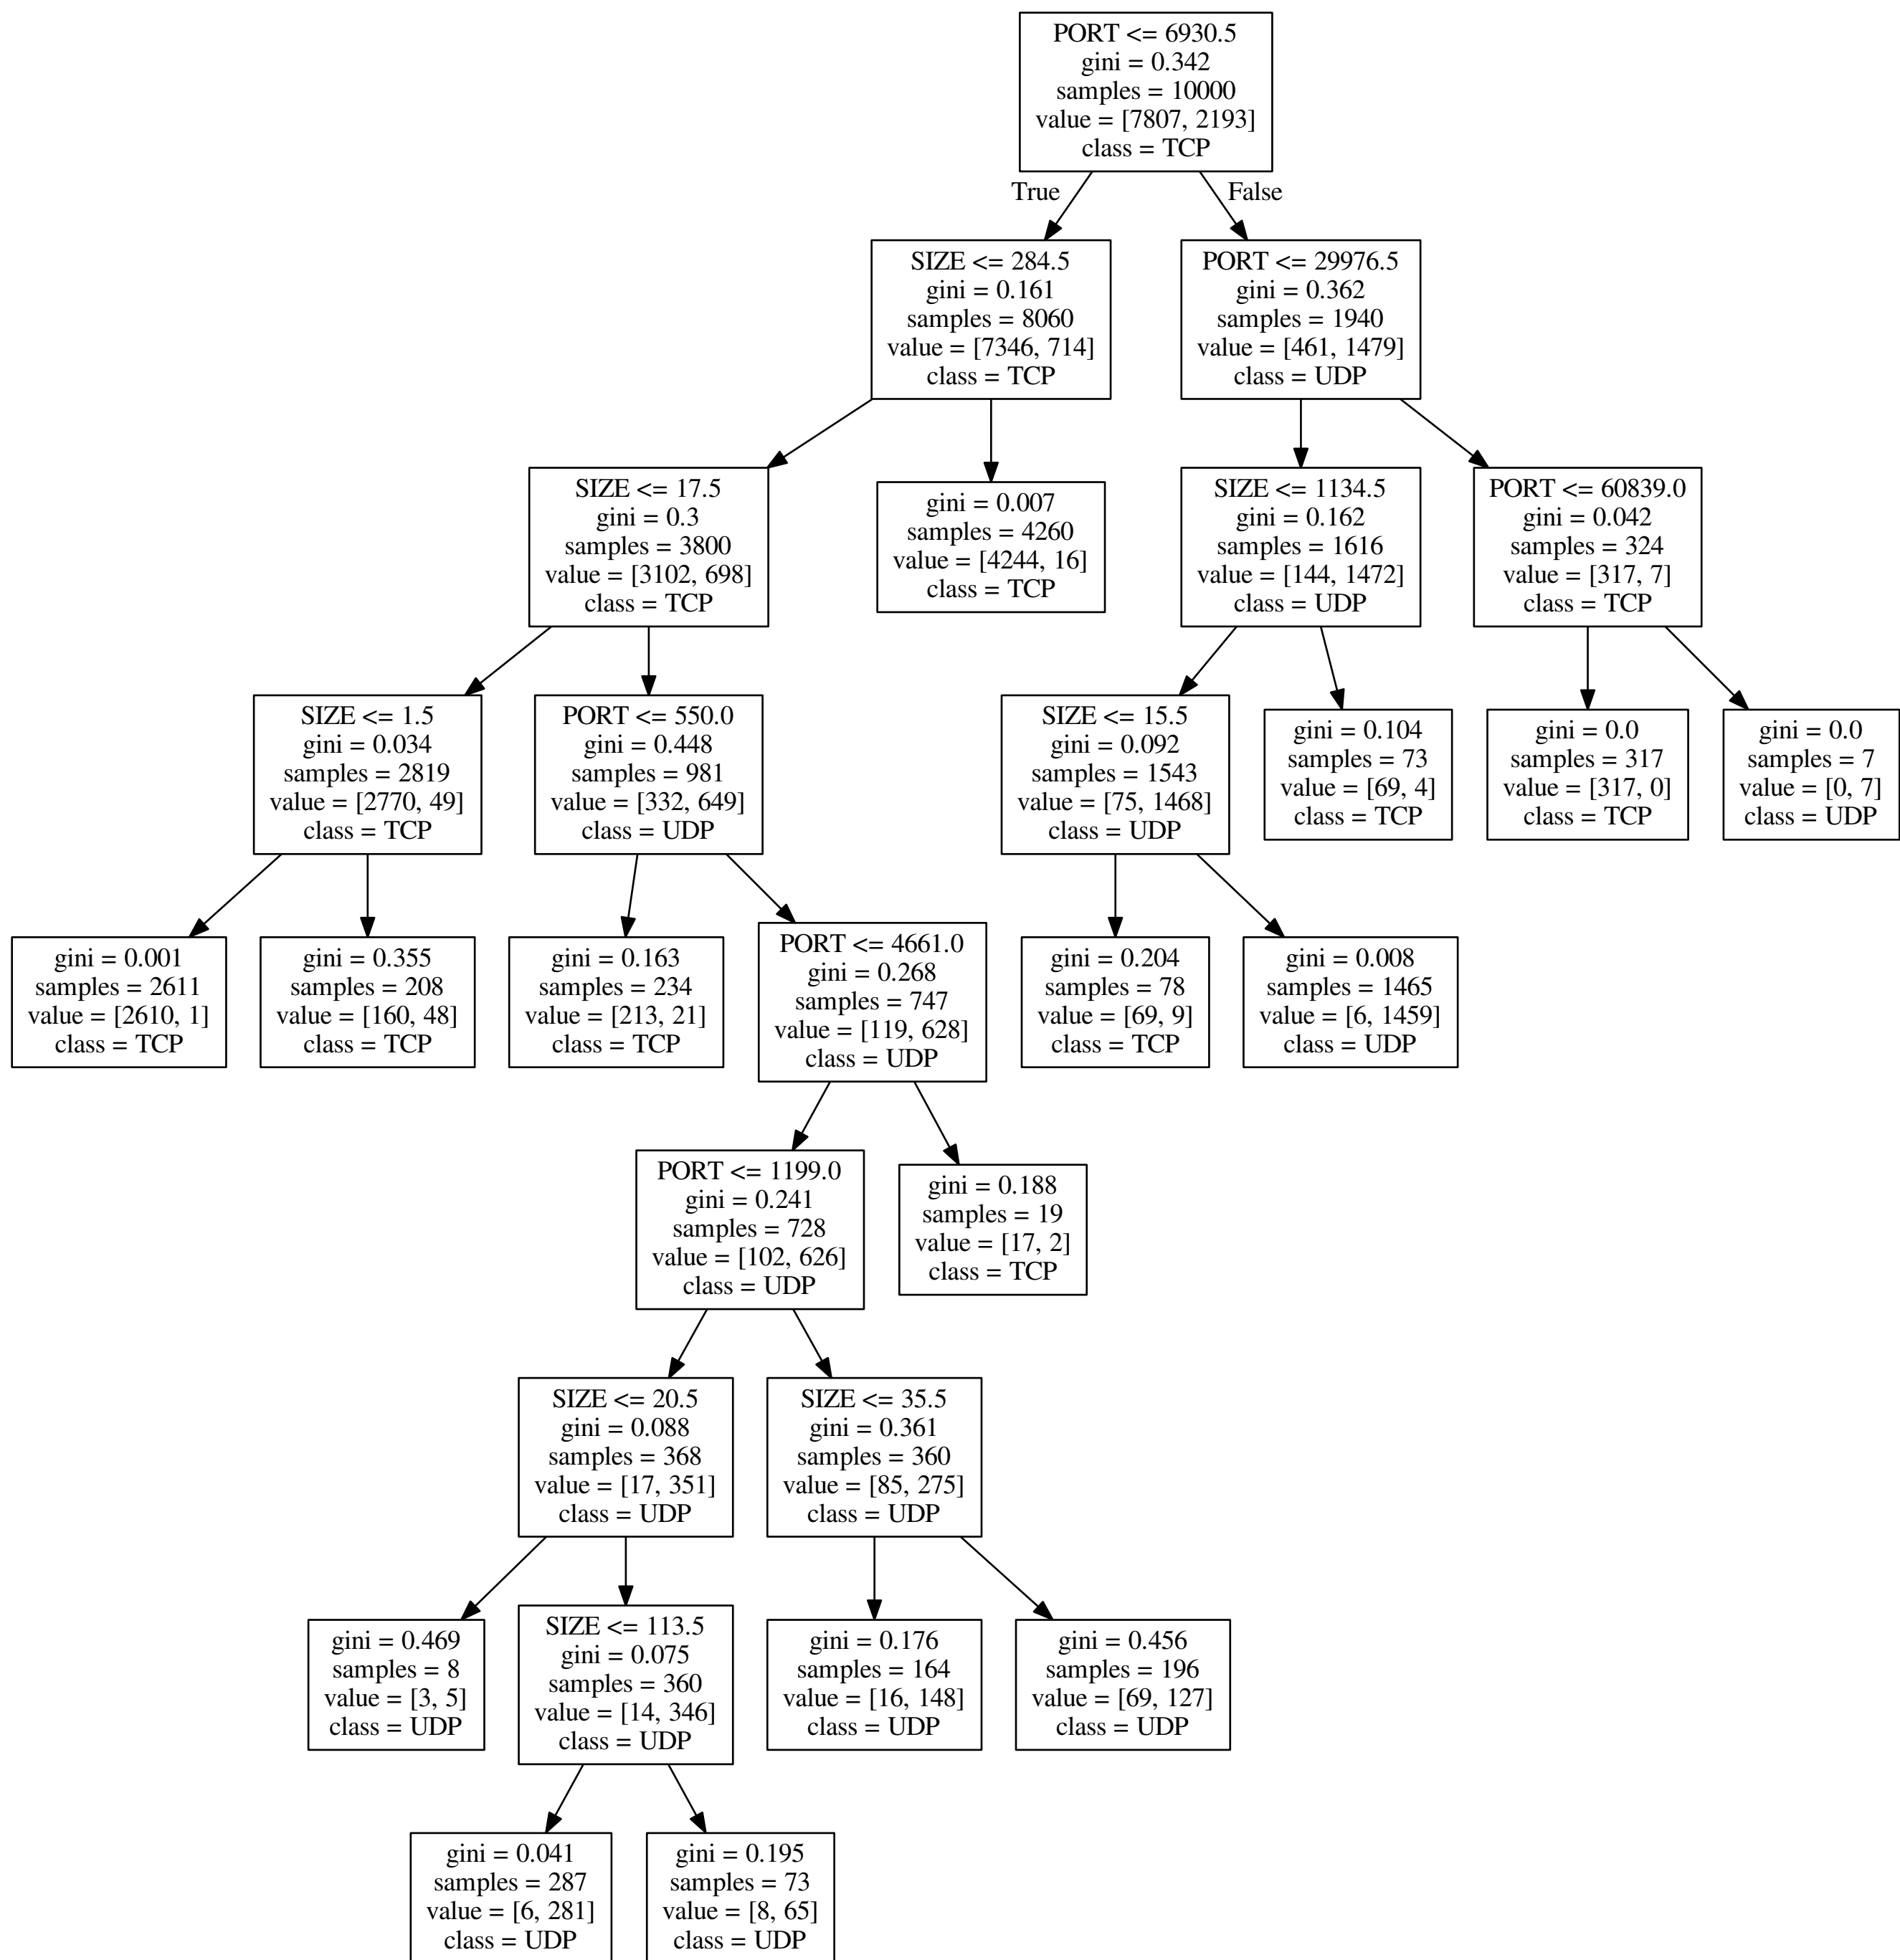 PORT <= 6930.5
gini = 0.342
samples = 10000
value = [7807, 2193]
class = TCP
True
False
SIZE <= 284.5
gini = 0.161
samples = 8060
value = [7346, 714]
class = TCP
PORT <= 29976.5
gini = 0.362
samples = 1940
value = [461, 1479]
class = UDP
SIZE <= 17.5
gini = 0.3
samples = 3800
value = [3102, 698]
class = TCP
gini = 0.007
samples = 4260
value = [4244, 16]
class = TCP
SIZE <= 1134.5
gini = 0.162
samples = 1616
value = [144, 1472]
class = UDP
PORT <= 60839.0
gini = 0.042
samples = 324
value = [317, 7]
class = TCP
SIZE <= 1.5
gini = 0.034
samples = 2819
value = [2770, 49]
class = TCP
PORT <= 550.0
gini = 0.448
samples = 981
value = [332, 649]
class = UDP
SIZE <= 15.5
gini = 0.092
samples = 1543
value = [75, 1468]
class = UDP
gini = 0.104
samples = 73
value = [69, 4]
class = TCP
gini = 0.0
samples = 317
value = [317, 0]
class = TCP
gini = 0.0
samples = 7
value = [0, 7]
class = UDP
gini = 0.001
samples = 2611
value = [2610, 1]
class = TCP
gini = 0.355
samples = 208
value = [160, 48]
class = TCP
gini = 0.163
samples = 234
value = [213, 21]
class = TCP
PORT <= 4661.0
gini = 0.268
samples = 747
value = [119, 628]
class = UDP
gini = 0.204
samples = 78
value = [69, 9]
class = TCP
gini = 0.008
samples = 1465
value = [6, 1459]
class = UDP
PORT <= 1199.0
gini = 0.241
samples = 728
value = [102, 626]
class = UDP
gini = 0.188
samples = 19
value = [17, 2]
class = TCP
SIZE <= 20.5
gini = 0.088
samples = 368
value = [17, 351]
class = UDP
SIZE <= 35.5
gini = 0.361
samples = 360
value = [85, 275]
class = UDP
gini = 0.469
samples = 8
value = [3, 5]
class = UDP
SIZE <= 113.5
gini = 0.075
samples = 360
value = [14, 346]
class = UDP
gini = 0.176
samples = 164
value = [16, 148]
class = UDP
gini = 0.456
samples = 196
value = [69, 127]
class = UDP
gini = 0.041
samples = 287
value = [6, 281]
class = UDP
gini = 0.195
samples = 73
value = [8, 65]
class = UDP